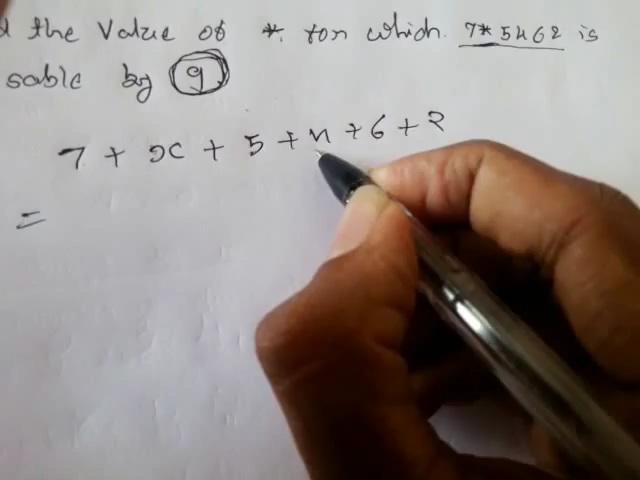 the Value of * for which 7*5462 is
sable by 9
7 + x + 5 + 4 + 6 + 2
=